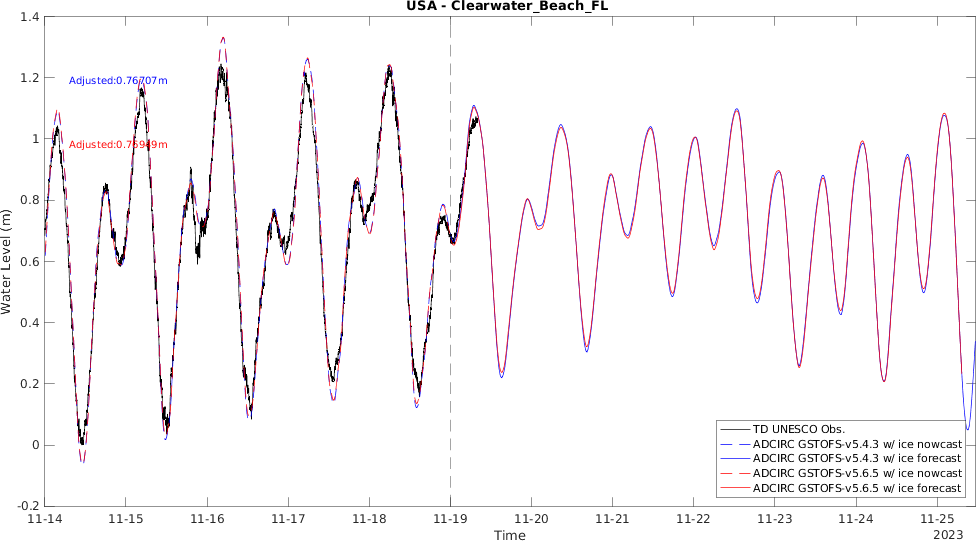 USA - Clearwater_Beach_FL
Water Level (m)
1.4
1.2
1
0.8
0.6
0.4
0.2
0
-0.2
Adjusted:0.76707m
Adjusted:0.75949m
TD UNESCO Obs.
ADCIRC GSTOFS-v5.4.3 w/ ice nowcast
ADCIRC GSTOFS-v5.4.3 w/ ice forecast
ADCIRC GSTOFS-v5.6.5 w/ ice nowcast
ADCIRC GSTOFS-v5.6.5 w/ ice forecast
11-14 11-15 11-16 11-17 11-18 11-19 11-20 11-21 11-22 11-23 11-24 11-25
2023
Time